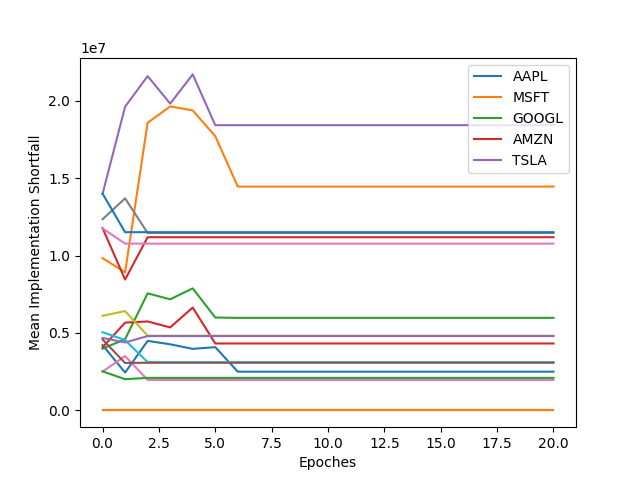 1e7
2.0
1.5
1.0
0.5
0.0
Mean Implementation Shortfall
AAPL
MSFT
GOOGL
AMZN
TSLA
0.0 2.5 5.0 7.5 10.0 12.5 15.0 17.5 20.0
Epoches